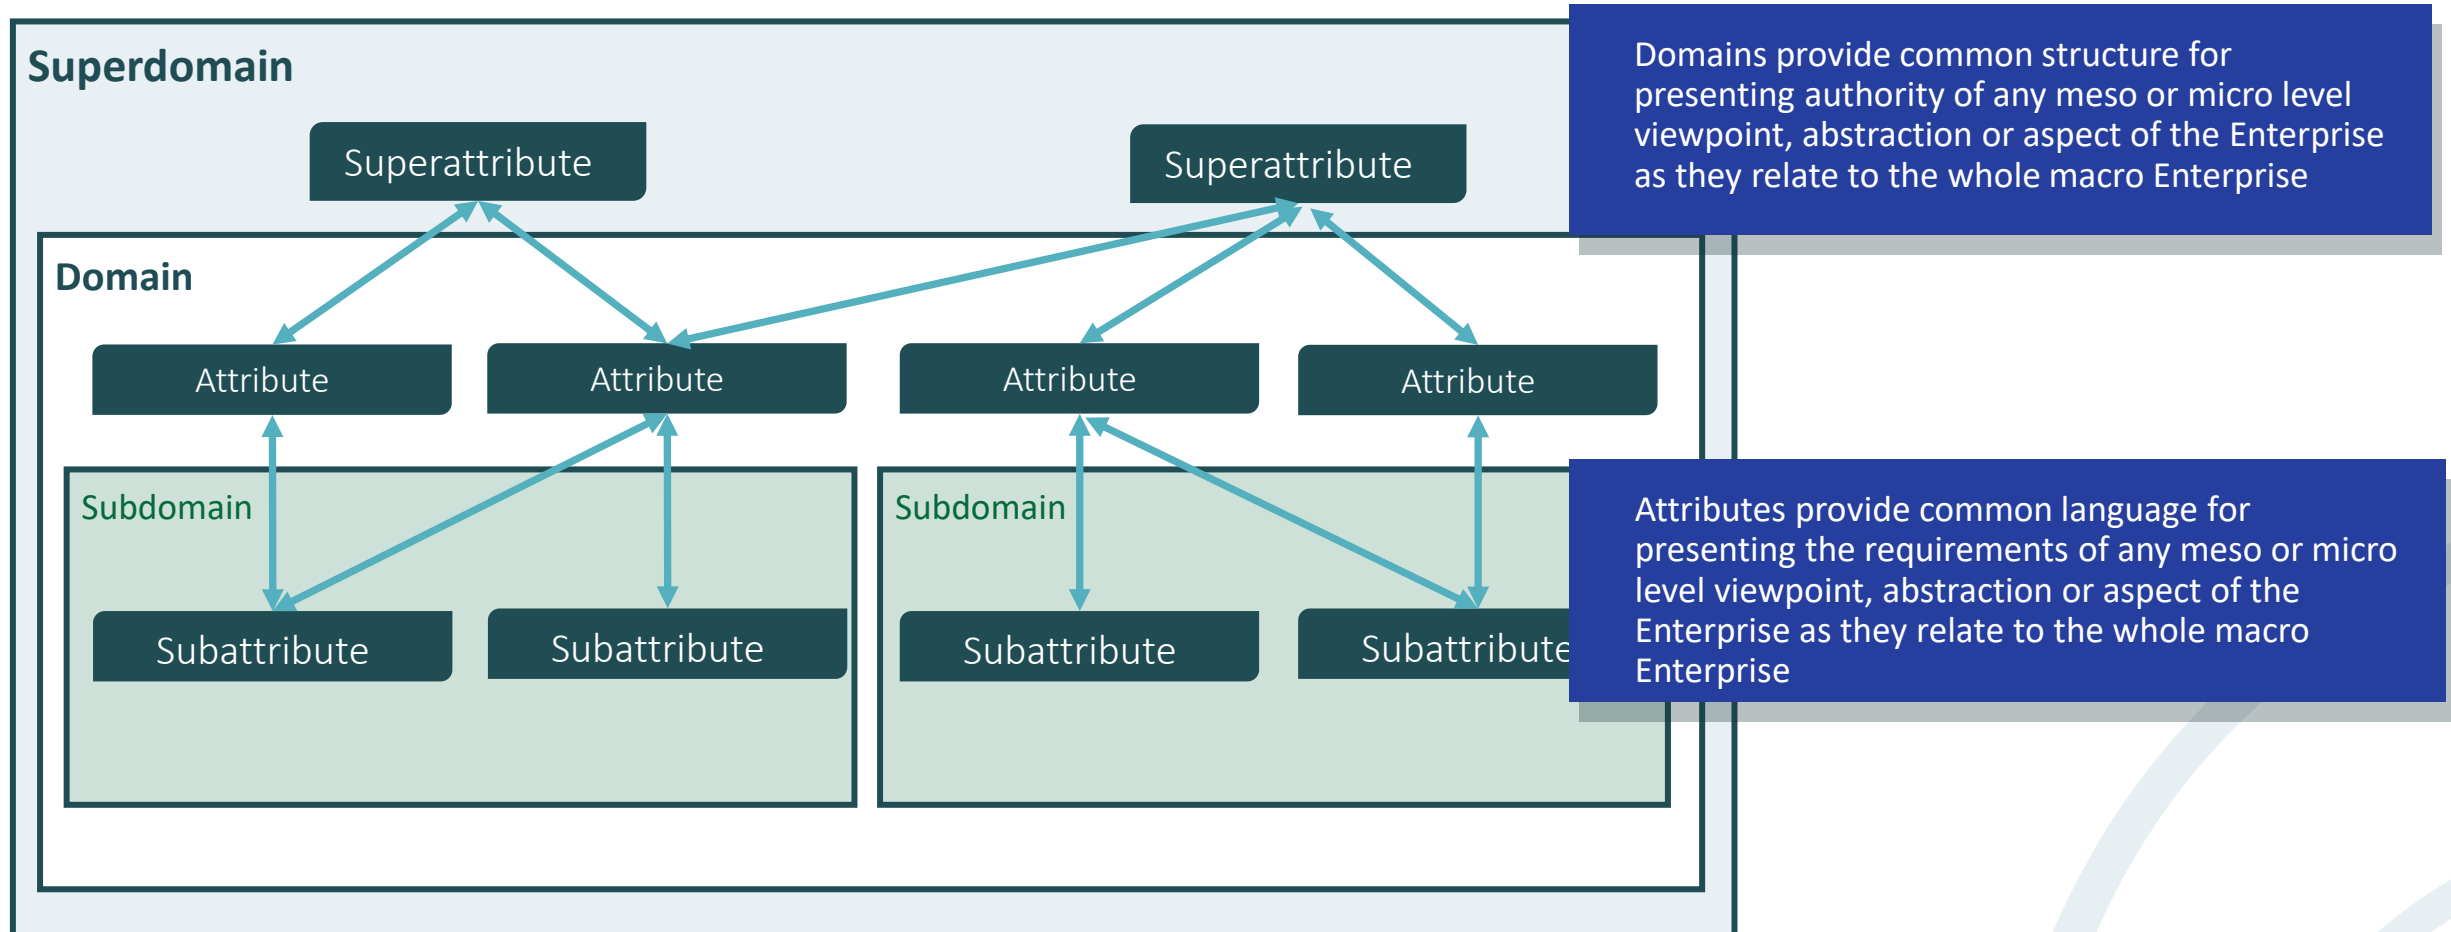 Superdomain
Superattribute
Superattribute
Domains provide common structure for
presenting authority of any meso or micro level
viewpoint, abstraction or aspect of the Enterprise
as they relate to the whole macro Enterprise
Domain
Attribute
Attribute
Attribute
Attribute
Subdomain
Subdomain
Attributes provide common language for
presenting the requirements of any meso or micro
level viewpoint, abstraction or aspect of the
Enterprise as they relate to the whole macro
Enterprise
Subattribute
Subattribute
Subattribute
Subattribute